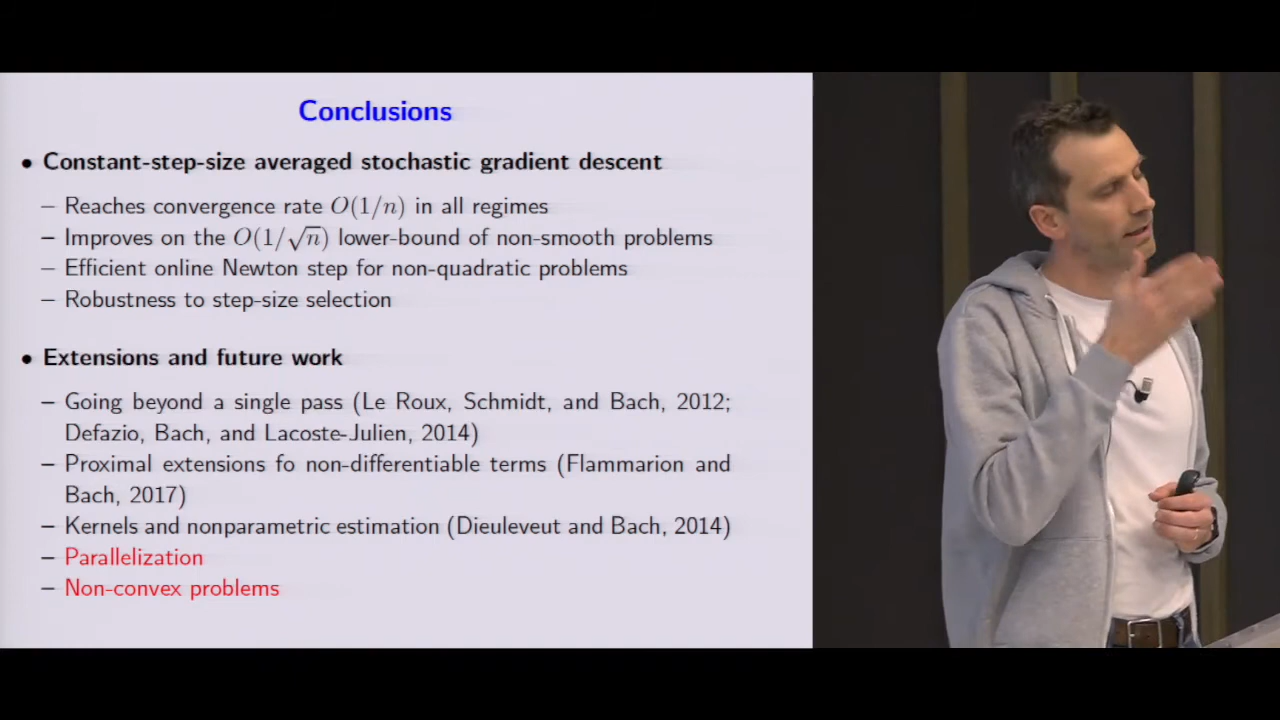 Conclusions
• Constant-step-size averaged stochastic gradient descent
– Reaches convergence rate O(1/n) in all regimes
– Improves on the O(1/√n) lower-bound of non-smooth problems
– Efficient online Newton step for non-quadratic problems
– Robustness to step-size selection
• Extensions and future work
– Going beyond a single pass (Le Roux, Schmidt, and Bach, 2012;
Defazio, Bach, and Lacoste-Julien, 2014)
– Proximal extensions fo non-differentiable terms (Flammarion and
Bach, 2017)
– Kernels and nonparametric estimation (Dieuleveut and Bach, 2014)
– Parallelization
– Non-convex problems